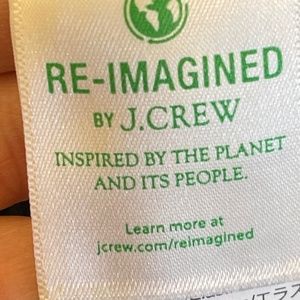 RE-IMAGINED
BY J.CREW
INSPIRED BY THE PLANET
AND ITS PEOPLE.
Learn more at
jcrew.com/reimagined